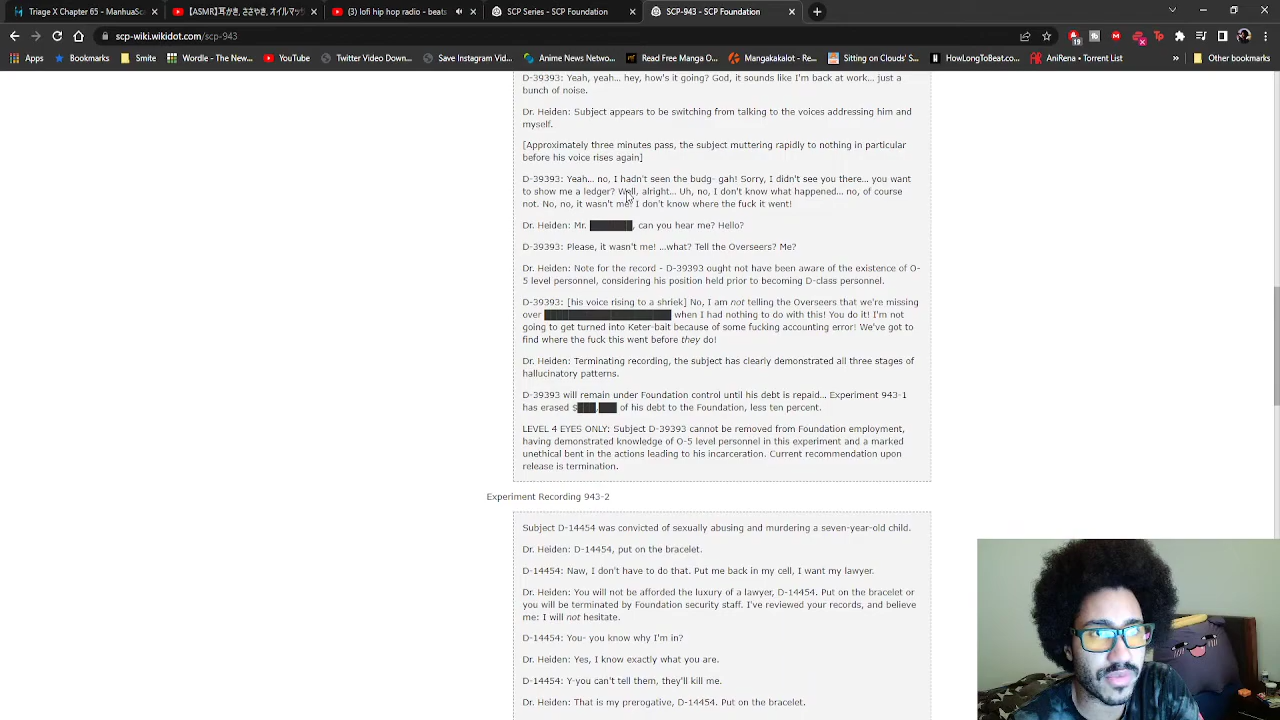 Triage X Chapter 65 - ManhuaSc
【ASMR】耳かき、ささやき、オイルマッサ
(3) lofi hip hop radio - beats
SCP Series - SCP Foundation
SCP-943 - SCP Foundation
scp-wiki.wikidot.com/scp-943
19
Apps
Bookmarks
Smite
Wordle - The New...
YouTube
Twitter Video Down...
Save Instagram Vid...
Read Free Manga O...
Mangakakalot - Re...
Sitting on Clouds'S...
HowLongToBeat.co...
AniRena | Torrent List
Other bookmarks
D-39393: Yeah, yeah... hey, how's it going? God, it sounds like I'm back at work... just a
bunch of noise.
Dr. Heiden: Subject appears to be switching from talking to the voices addressing him and
myself.
[Approximately three minutes pass, the subject muttering rapidly to nothing in particular
before his voice rises again]
D-39393: Yeah... no, I hadn't seen the budg- gah! Sorry, I didn't see you there... you want
to show me a ledger? Well, alright... Uh, no, I don't know what happened... no, of course
not. No, no, it wasn't me! I don't know where the fuck it went!
Dr. Heiden: Mr. ███████, can you hear me? Hello?
D-39393: Please, it wasn't me! ...what? Tell the Overseers? Me?
Dr. Heiden: Note for the record - D-39393 ought not have been aware of the existence of O-
5 level personnel, considering his position held prior to becoming D-class personnel.
D-39393: [his voice rising to a shriek] No, I am not telling the Overseers that we're missing
over █████████████████████ when I had nothing to do with this! You do it! I'm not
going to get turned into Keter-bait because of some fucking accounting error! We've got to
find where the fuck this went before they do!
Dr. Heiden: Terminating recording, the subject has clearly demonstrated all three stages of
hallucinatory patterns.
D-39393 will remain under Foundation control until his debt is repaid... Experiment 943-1
has erased $███,███ of his debt to the Foundation, less ten percent.
LEVEL 4 EYES ONLY: Subject D-39393 cannot be removed from Foundation employment,
having demonstrated knowledge of O-5 level personnel in this experiment and a marked
unethical bent in the actions leading to his incarceration. Current recommendation upon
release is termination.
Experiment Recording 943-2
Subject D-14454 was convicted of sexually abusing and murdering a seven-year-old child.
Dr. Heiden: D-14454, put on the bracelet.
D-14454: Naw, I don't have to do that. Put me back in my cell, I want my lawyer.
Dr. Heiden: You will not be afforded the luxury of a lawyer, D-14454. Put on the bracelet or
you will be terminated by Foundation security staff. I've reviewed your records, and believe
me: I will not hesitate.
D-14454: You- you know why I'm in?
Dr. Heiden: Yes, I know exactly what you are.
D-14454: Y-you can't tell them, they'll kill me.
Dr. Heiden: That is my prerogative, D-14454. Put on the bracelet.